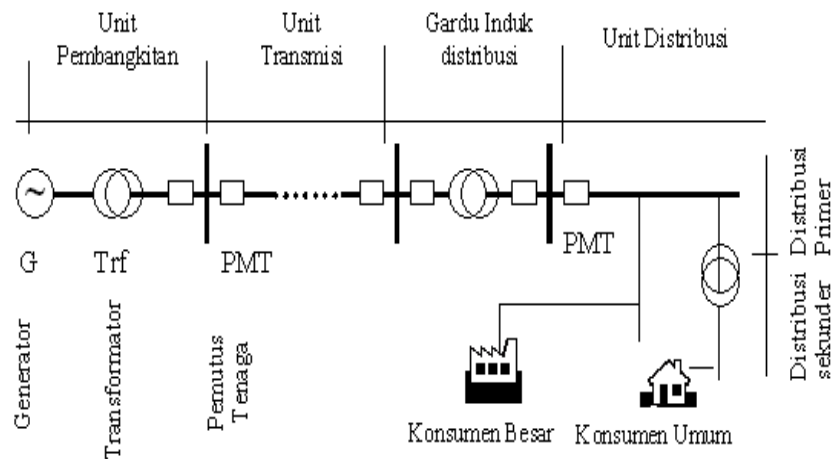 Unit
Pembangkitan
Unit
Transmisi
Gardu Induk
distribusi
Unit Distribusi
~
G
Trf
PMT
PMT
Generator
Transformator
Pemutus
Tenaga
Distribusi
Primer
Distribusi
sekunder
Konsumen Besar
Konsumen Umum